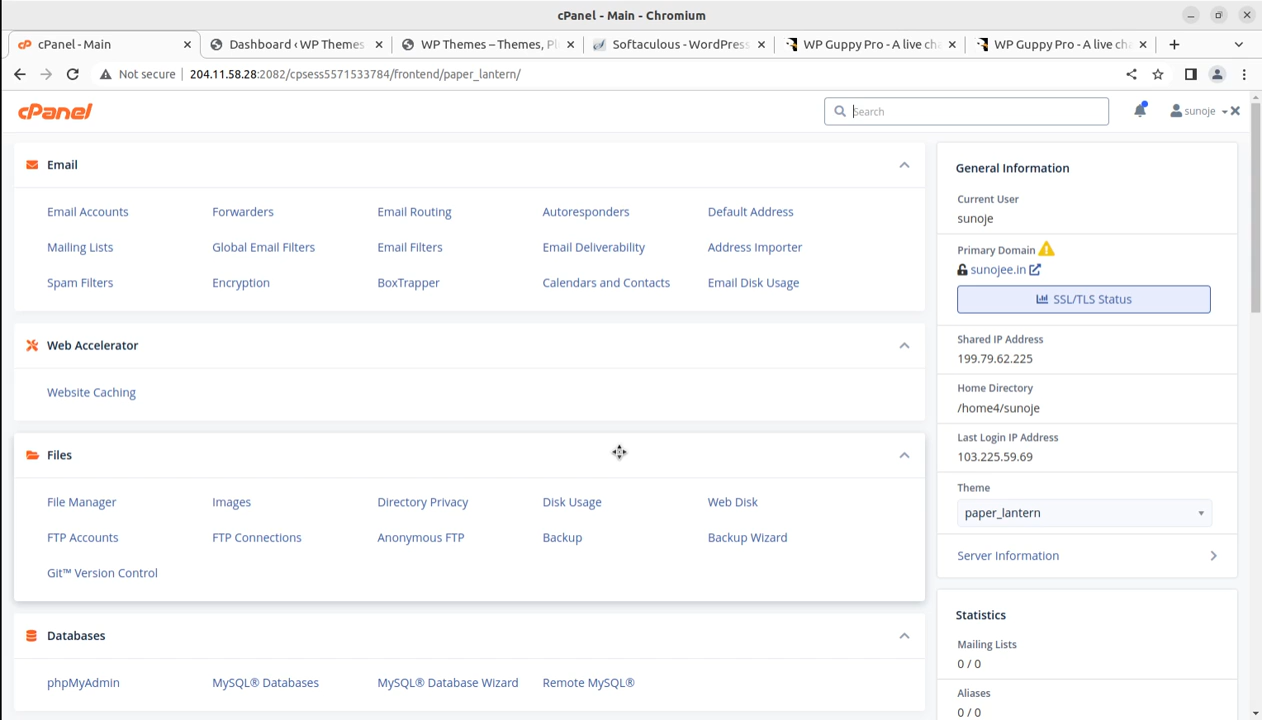 cPanel - Main - Chromium
cPanel - Main
Dashboard ‹ WP Themes
WP Themes – Themes, Pl
Softaculous - WordPress
WP Guppy Pro - A live cha
WP Guppy Pro - A live cha
Not secure
204.11.58.28:2082/cpsess5571533784/frontend/paper_lantern/
cPanel
Search
sunoje
Email
Email Accounts
Forwarders
Email Routing
Autoresponders
Default Address
Mailing Lists
Global Email Filters
Email Filters
Email Deliverability
Address Importer
Spam Filters
Encryption
BoxTrapper
Calendars and Contacts
Email Disk Usage
Web Accelerator
Website Caching
Files
File Manager
Images
Directory Privacy
Disk Usage
Web Disk
FTP Accounts
FTP Connections
Anonymous FTP
Backup
Backup Wizard
Git™ Version Control
Databases
phpMyAdmin
MySQL® Databases
MySQL® Database Wizard
Remote MySQL®
General Information
Current User
sunoje
Primary Domain
sunojee.in
SSL/TLS Status
Shared IP Address
199.79.62.225
Home Directory
/home4/sunoje
Last Login IP Address
103.225.59.69
Theme
paper_lantern
Server Information
Statistics
Mailing Lists
0 / 0
Aliases
0 / 0